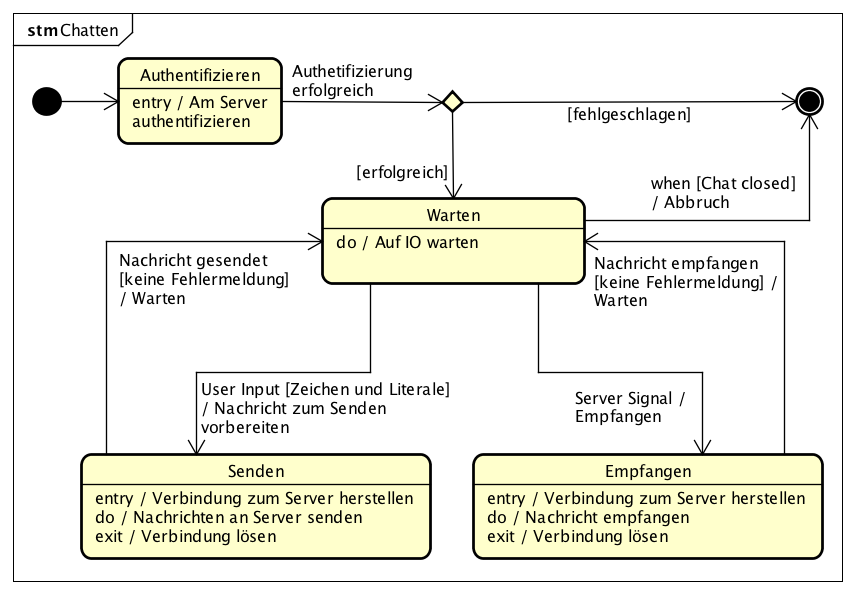 stm Chatten
Authentifizieren
entry / Am Server
authentifizieren
Authetifizierung
erfolgreich
[fehlgeschlagen]
[erfolgreich]
when [Chat closed]
/ Abbruch
Warten
do / Auf IO warten
Nachricht gesendet
[keine Fehlermeldung]
/ Warten
Nachricht empfangen
[keine Fehlermeldung] /
Warten
User Input [Zeichen und Literale]
/ Nachricht zum Senden
vorbereiten
Server Signal /
Empfangen
Senden
entry / Verbindung zum Server herstellen
do / Nachrichten an Server senden
exit / Verbindung lösen
Empfangen
entry / Verbindung zum Server herstellen
do / Nachricht empfangen
exit / Verbindung lösen